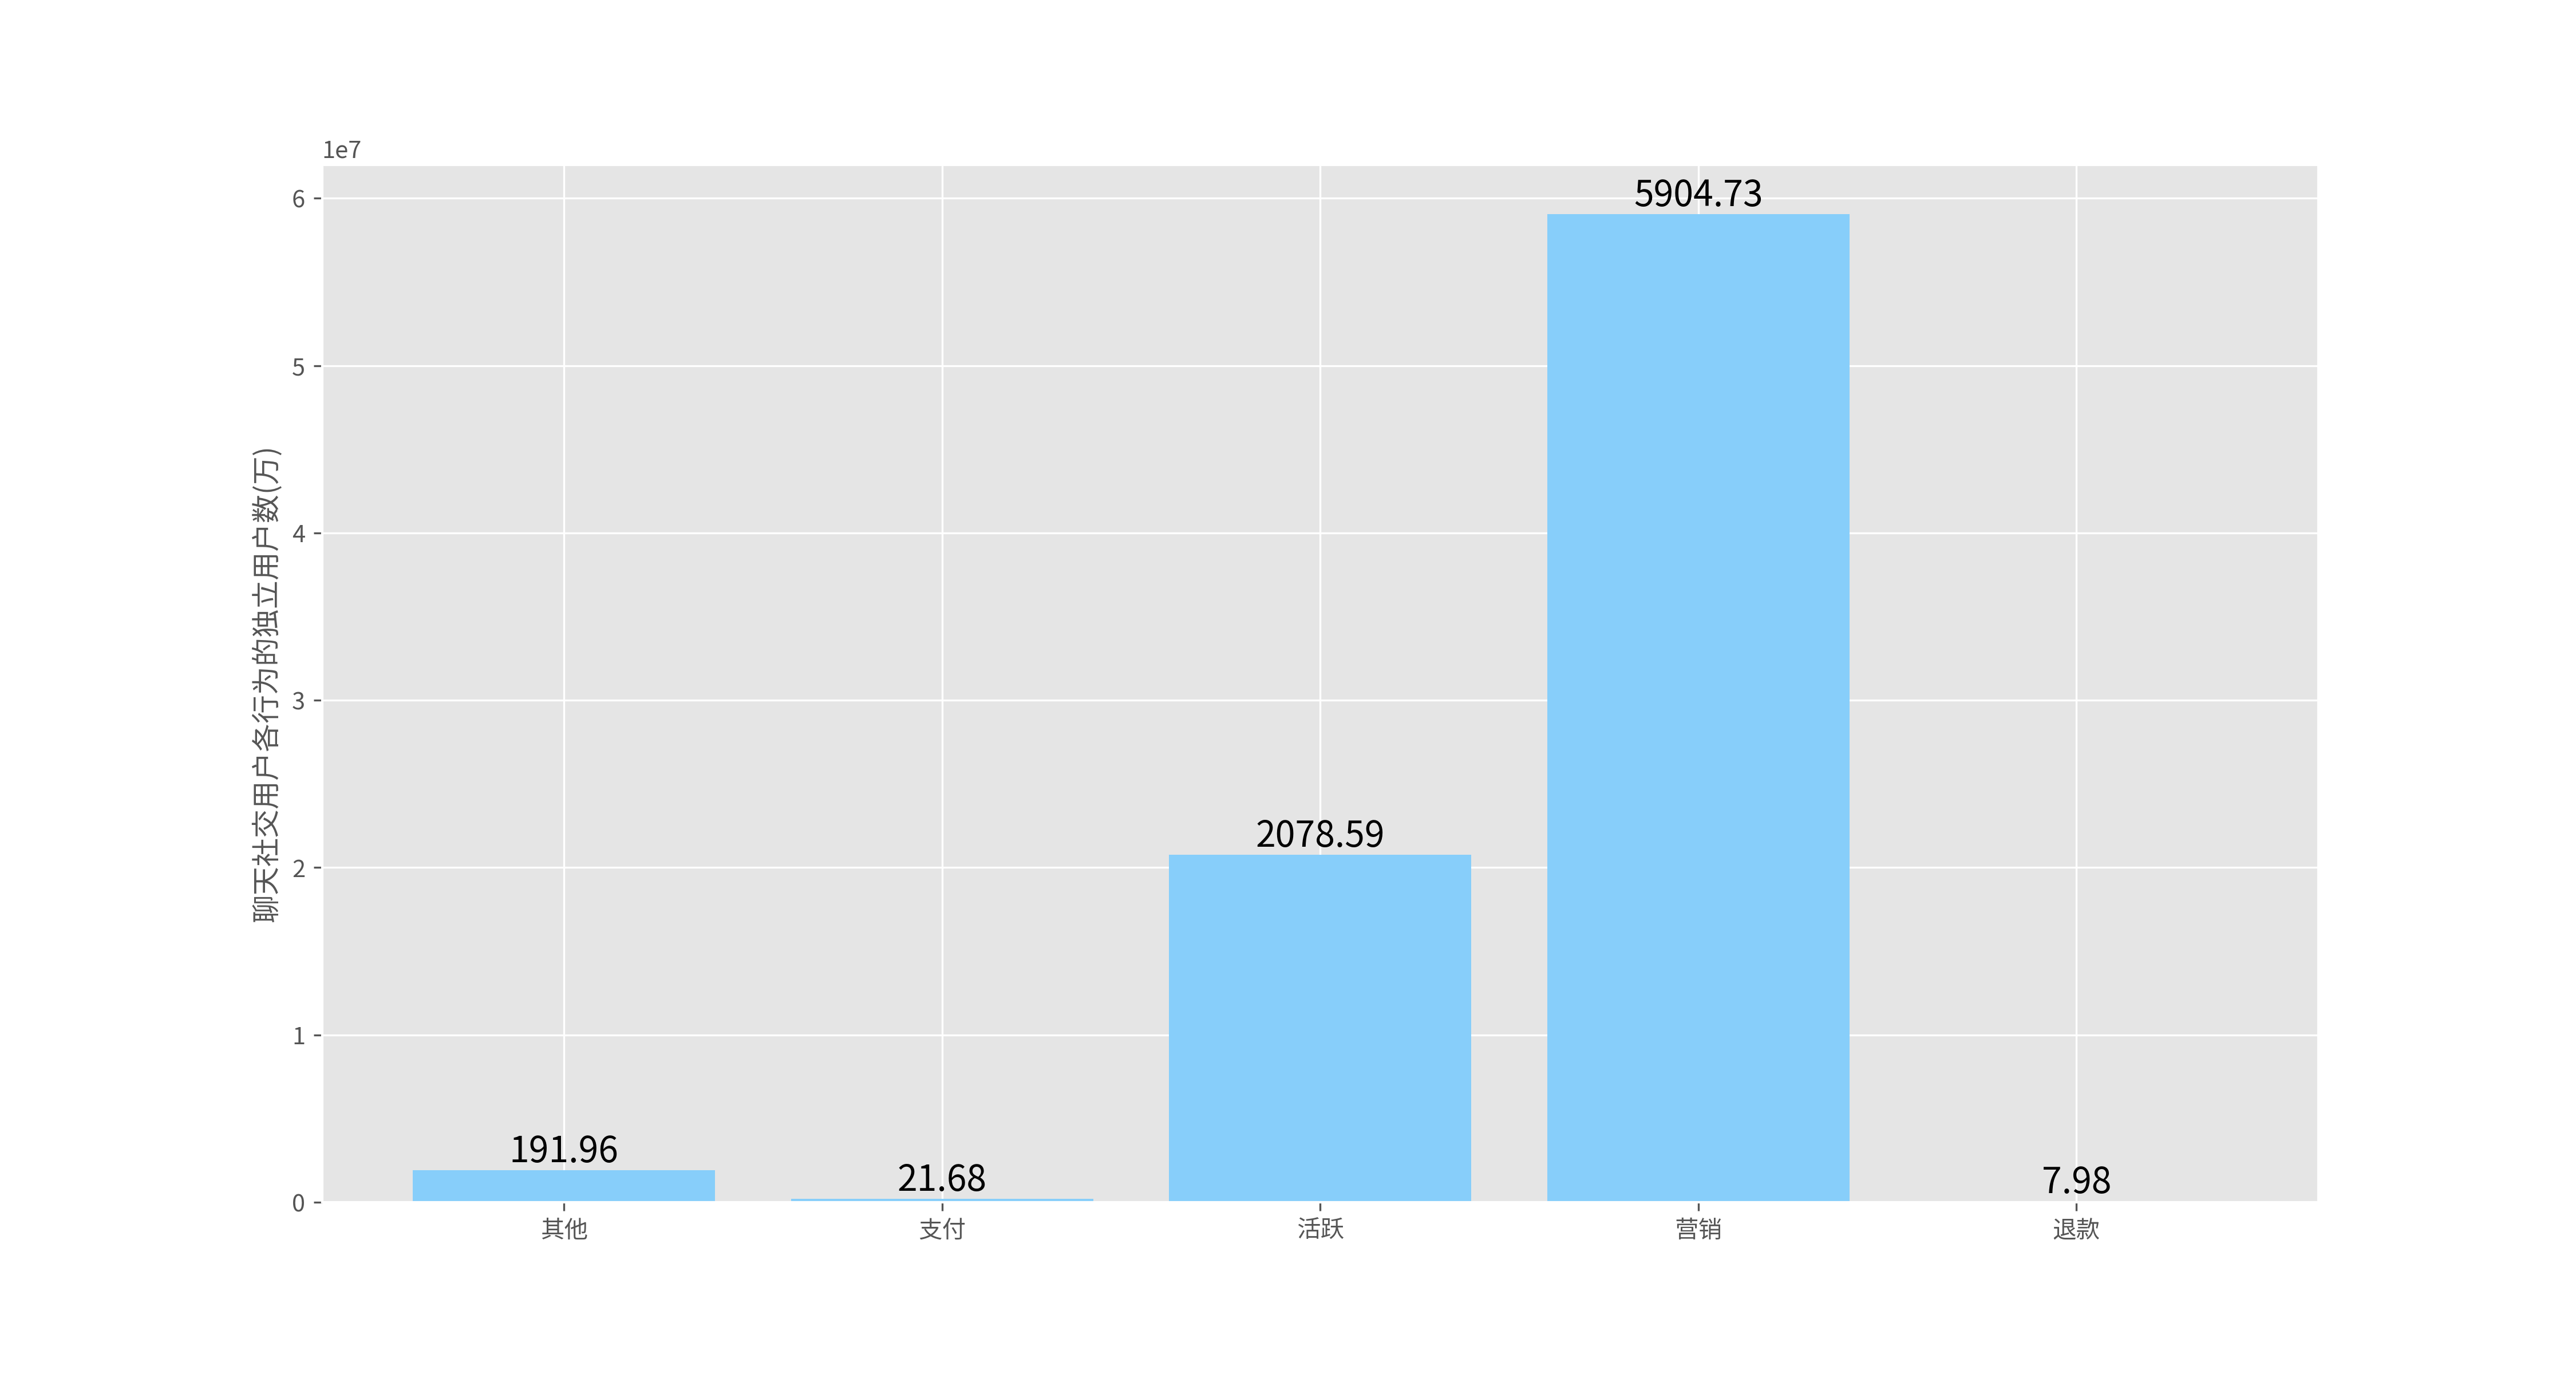 1e7
6
5
4
3
2
1
0
聊天社交用户各行为的独立用户数(万)
191.96
21.68
2078.59
5904.73
7.98
其他
支付
活跃
营销
退款